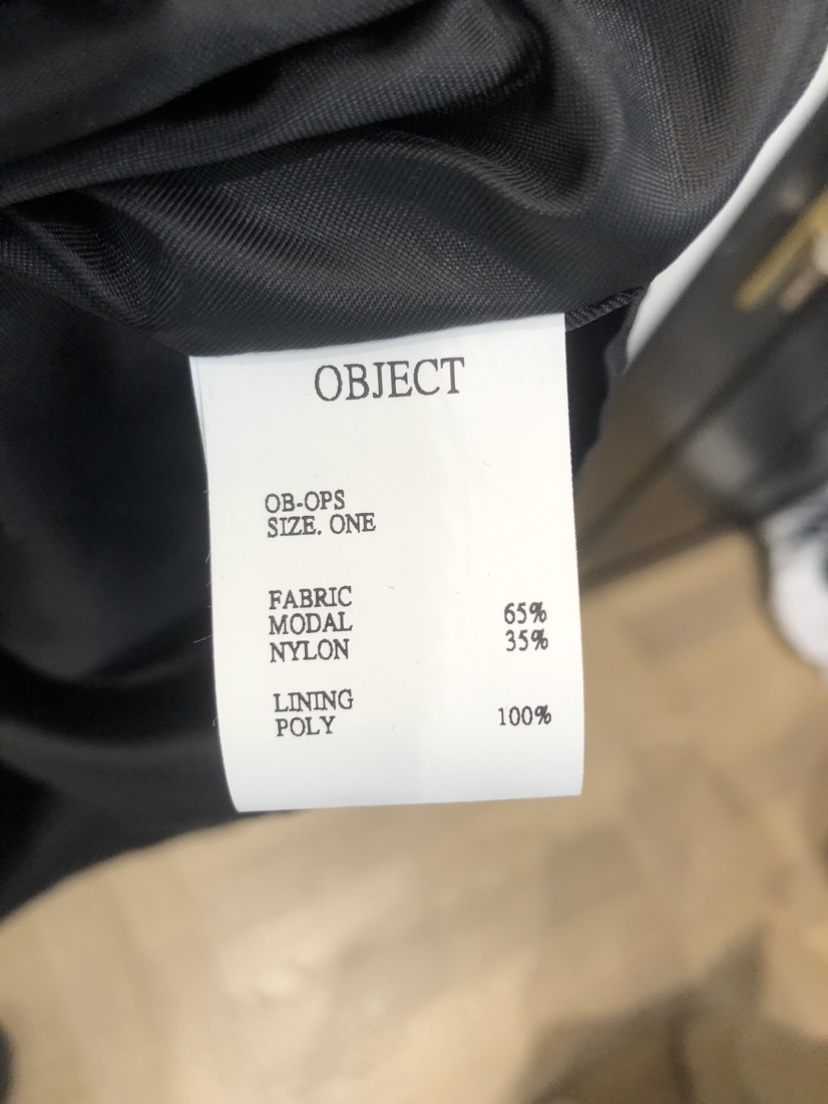 OBJECT
OB-OPS
SIZE. ONE
FABRIC
MODAL 65%
NYLON 35%
LINING
POLY 100%